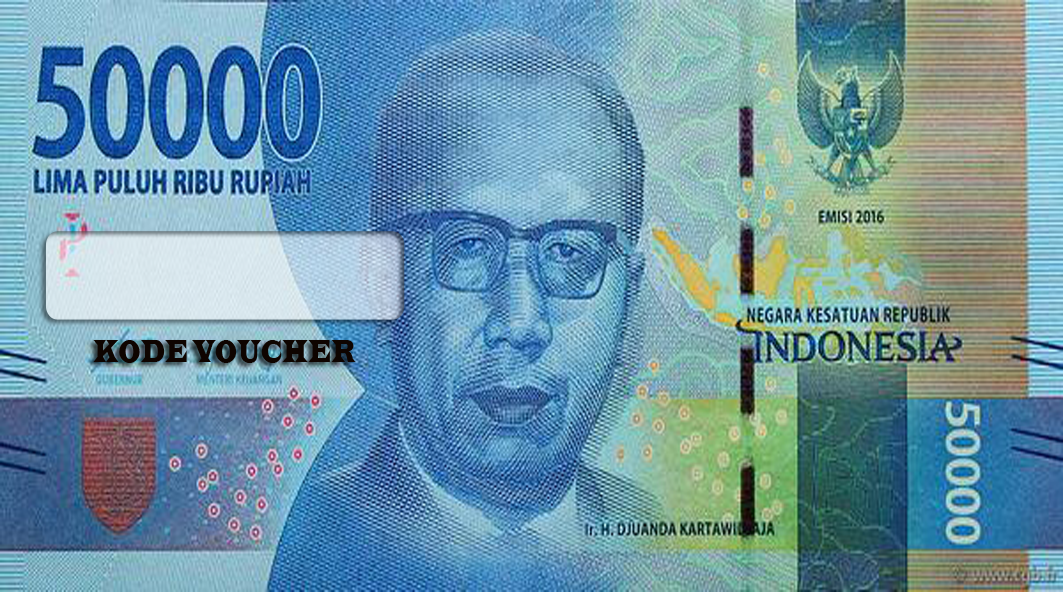 50000
LIMA PULUH RIBU RUPIAH
EMISI 2016
NEGARA KESATUAN REPUBLIK
INDONESIA
KODE VOUCHER
GUBERNUR
MENTERI KEUANGAN
50000
Ir. H. DJUANDA KARTAWIDJAJA
© www.cgb.fr